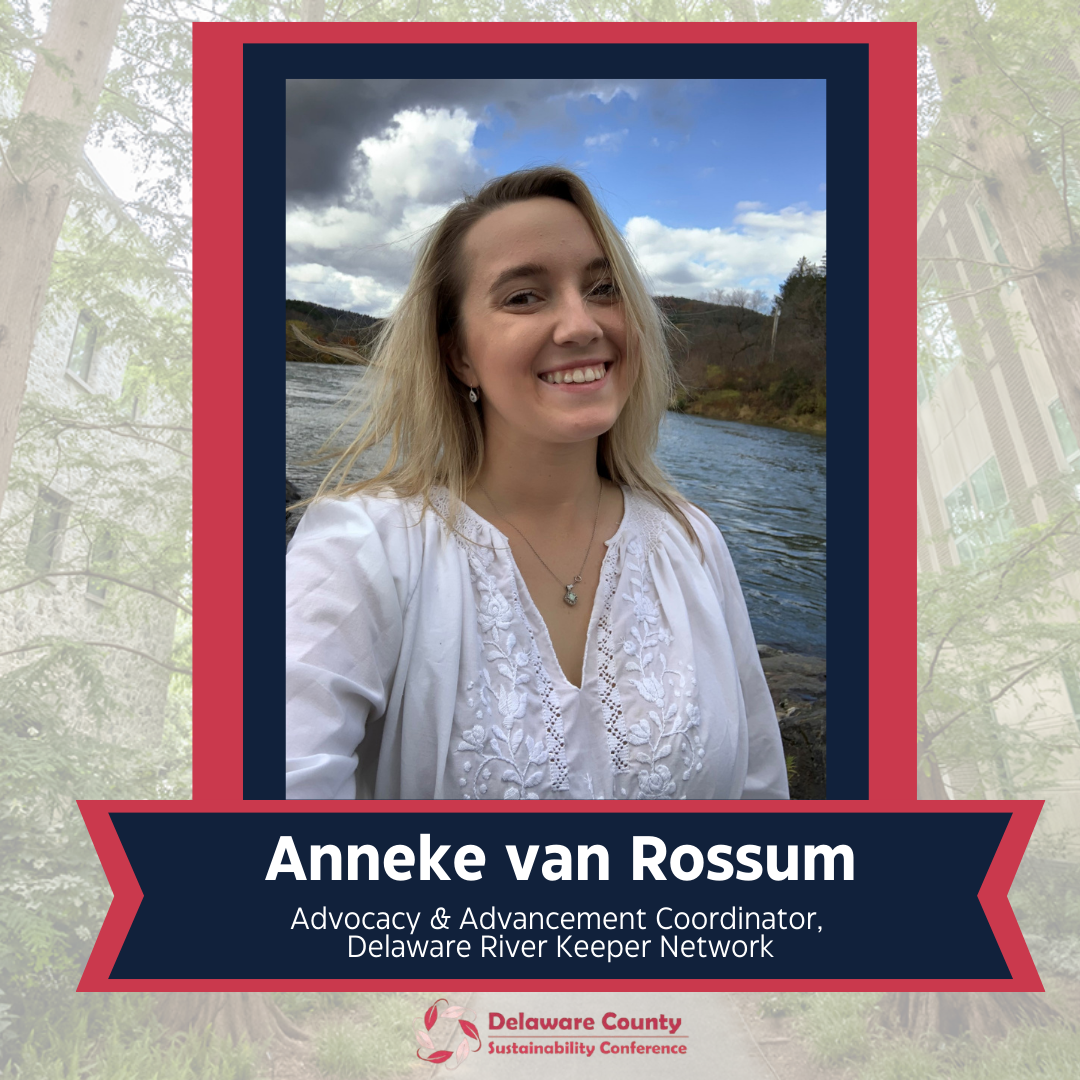 Anneke van Rossum
Advocacy & Advancement Coordinator,
Delaware River Keeper Network
Delaware County
Sustainability Conference